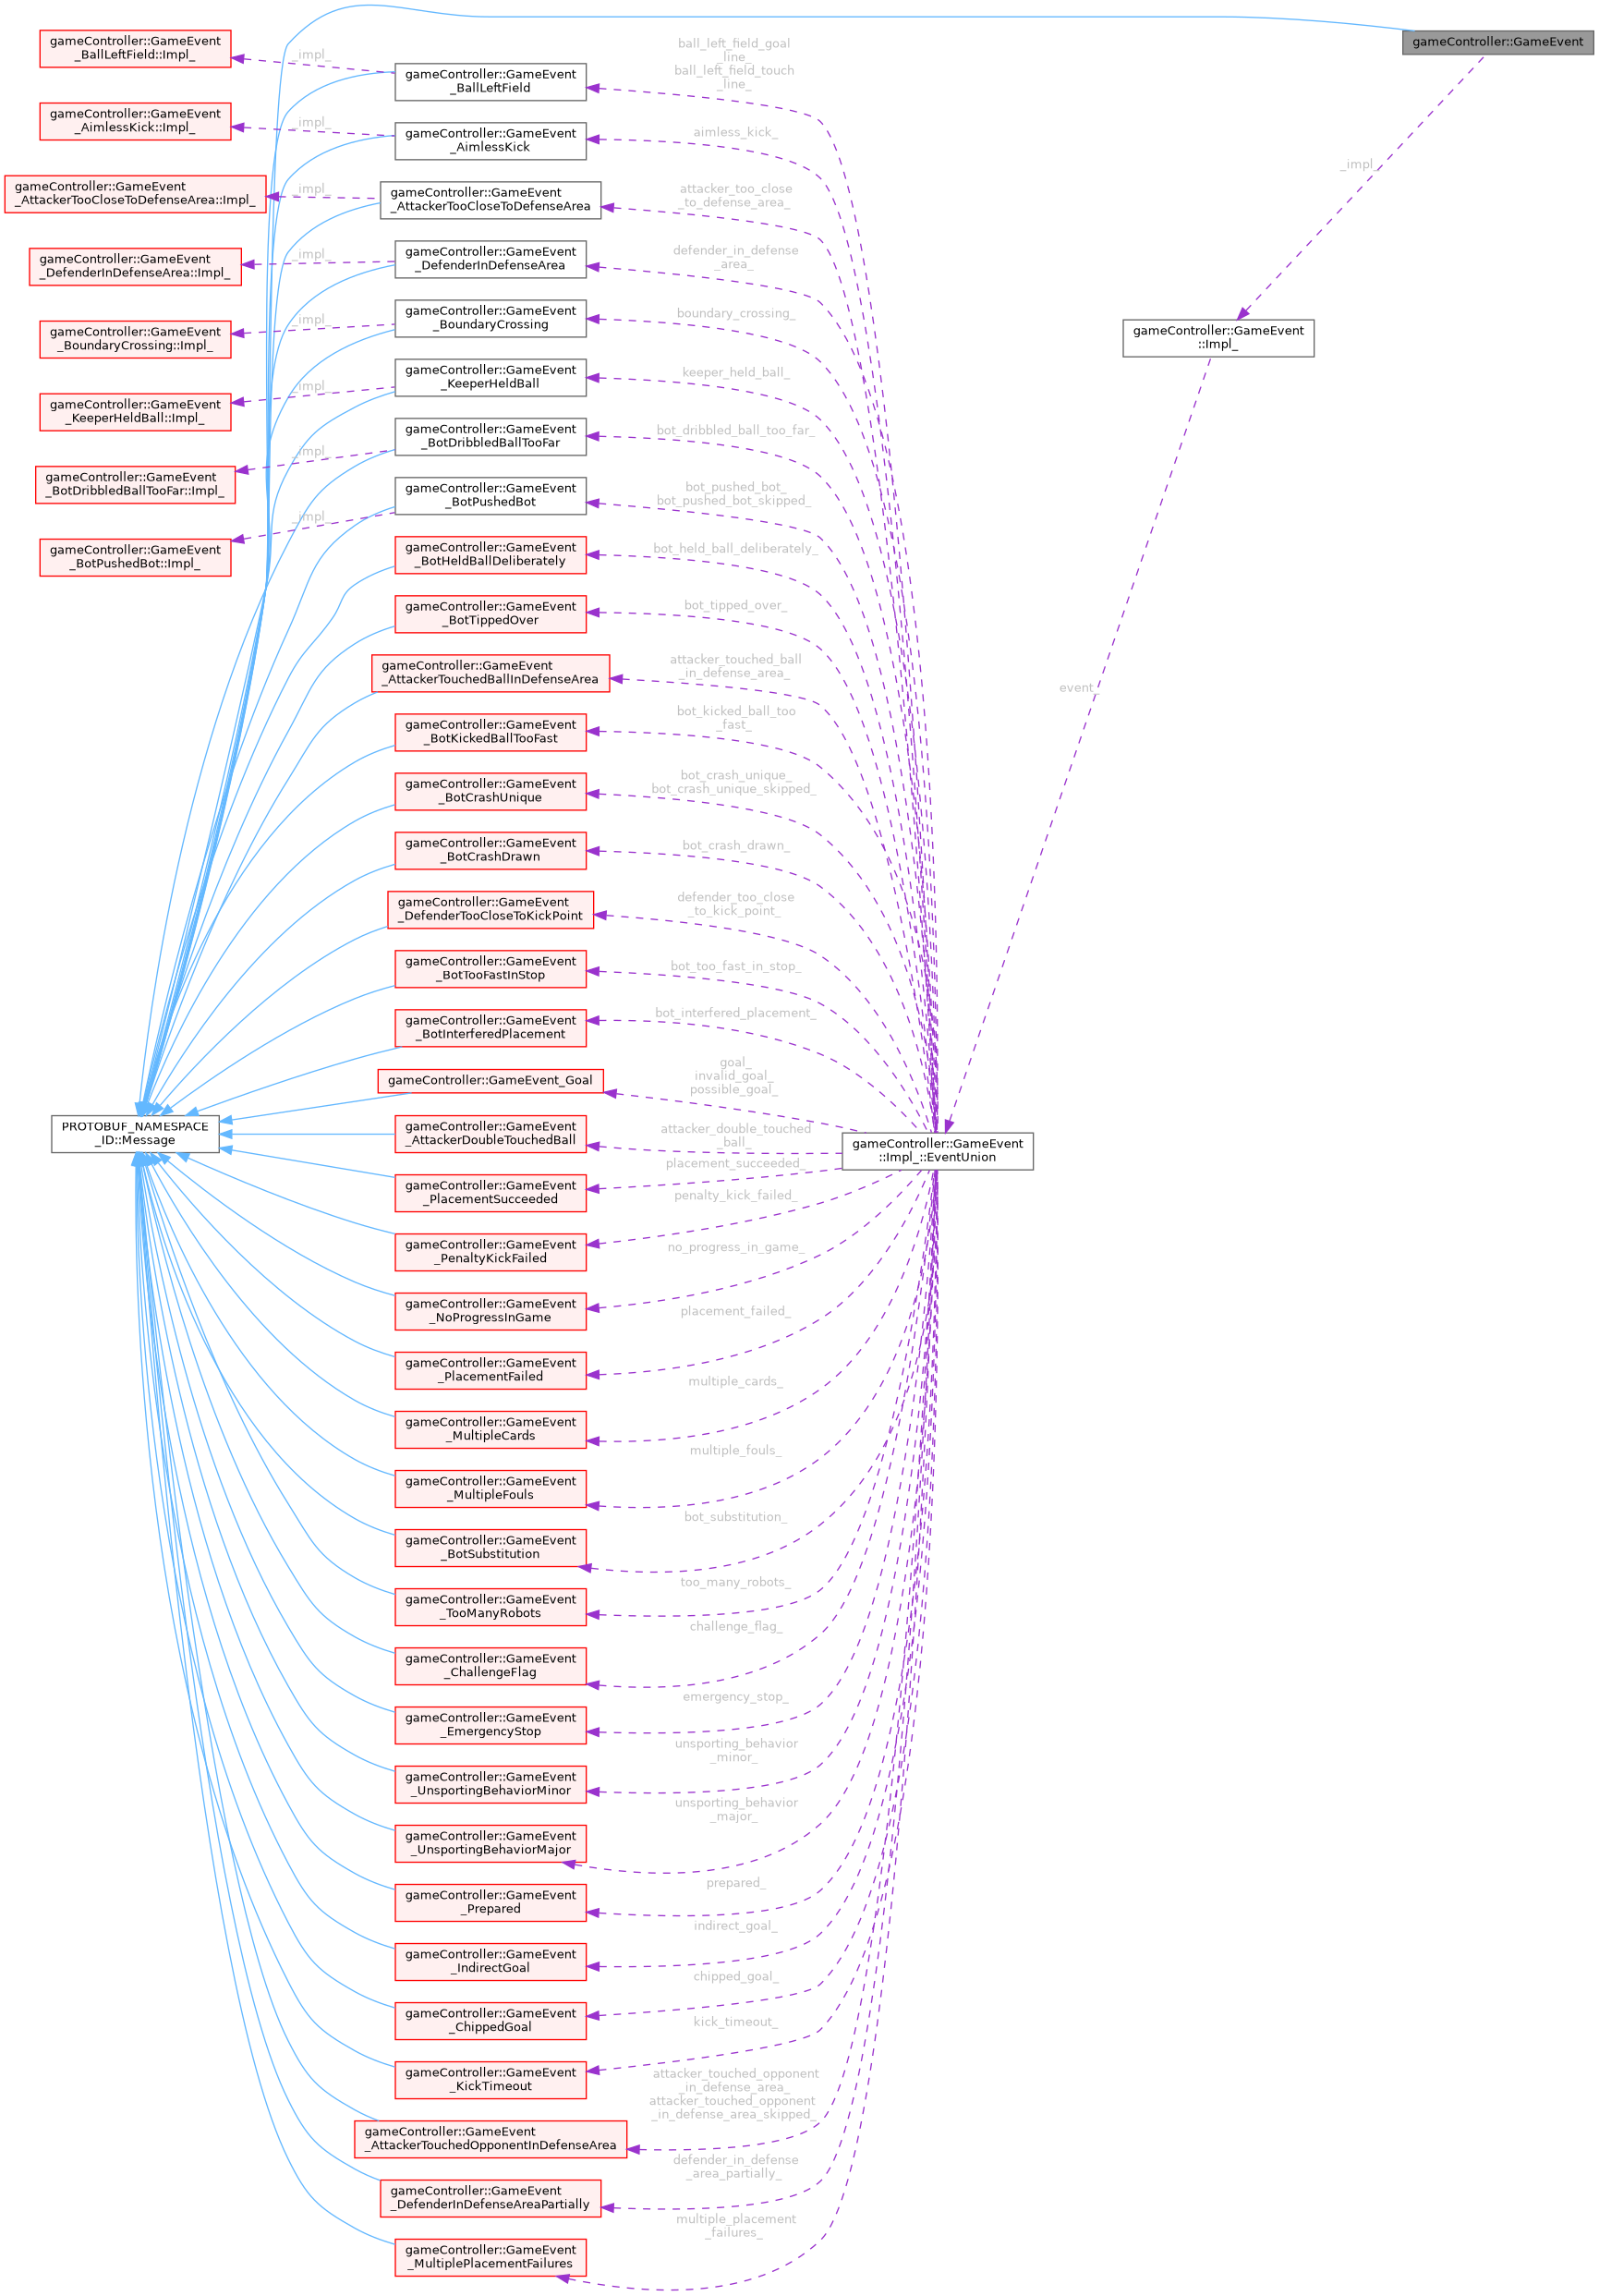 gameController::GameEvent
_BallLeftField::Impl_
gameController::GameEvent
_AimlessKick::Impl_
gameController::GameEvent
_AttackerTooCloseToDefenseArea::Impl_
gameController::GameEvent
_DefenderInDefenseArea::Impl_
gameController::GameEvent
_BoundaryCrossing::Impl_
gameController::GameEvent
_KeeperHeldBall::Impl_
gameController::GameEvent
_BotDribbledBallTooFar::Impl_
gameController::GameEvent
_BotPushedBot::Impl_
PROTOBUF_NAMESPACE
_ID::Message
_impl_
_impl_
_impl_
_impl_
_impl_
_impl_
_impl_
_impl_
gameController::GameEvent
_BallLeftField
gameController::GameEvent
_AimlessKick
gameController::GameEvent
_AttackerTooCloseToDefenseArea
gameController::GameEvent
_DefenderInDefenseArea
gameController::GameEvent
_BoundaryCrossing
gameController::GameEvent
_KeeperHeldBall
gameController::GameEvent
_BotDribbledBallTooFar
gameController::GameEvent
_BotPushedBot
gameController::GameEvent
_BotHeldBallDeliberately
gameController::GameEvent
_BotTippedOver
gameController::GameEvent
_AttackerTouchedBallInDefenseArea
gameController::GameEvent
_BotKickedBallTooFast
gameController::GameEvent
_BotCrashUnique
gameController::GameEvent
_BotCrashDrawn
gameController::GameEvent
_DefenderTooCloseToKickPoint
gameController::GameEvent
_BotTooFastInStop
gameController::GameEvent
_BotInterferedPlacement
gameController::GameEvent_Goal
gameController::GameEvent
_AttackerDoubleTouchedBall
gameController::GameEvent
_PlacementSucceeded
gameController::GameEvent
_PenaltyKickFailed
gameController::GameEvent
_NoProgressInGame
gameController::GameEvent
_PlacementFailed
gameController::GameEvent
_MultipleCards
gameController::GameEvent
_MultipleFouls
gameController::GameEvent
_BotSubstitution
gameController::GameEvent
_TooManyRobots
gameController::GameEvent
_ChallengeFlag
gameController::GameEvent
_EmergencyStop
gameController::GameEvent
_UnsportingBehaviorMinor
gameController::GameEvent
_UnsportingBehaviorMajor
gameController::GameEvent
_Prepared
gameController::GameEvent
_IndirectGoal
gameController::GameEvent
_ChippedGoal
gameController::GameEvent
_KickTimeout
gameController::GameEvent
_AttackerTouchedOpponentInDefenseArea
gameController::GameEvent
_DefenderInDefenseAreaPartially
gameController::GameEvent
_MultiplePlacementFailures
ball_left_field_goal
_line_
ball_left_field_touch
_line_
aimless_kick_
attacker_too_close
_to_defense_area_
defender_in_defense
_area_
boundary_crossing_
keeper_held_ball_
bot_dribbled_ball_too_far_
bot_pushed_bot_
bot_pushed_bot_skipped_
bot_held_ball_deliberately_
bot_tipped_over_
attacker_touched_ball
_in_defense_area_
bot_kicked_ball_too
_fast_
bot_crash_unique_
bot_crash_unique_skipped_
bot_crash_drawn_
defender_too_close
_to_kick_point_
bot_too_fast_in_stop_
bot_interfered_placement_
goal_
invalid_goal_
possible_goal_
attacker_double_touched
_ball_
placement_succeeded_
penalty_kick_failed_
no_progress_in_game_
placement_failed_
multiple_cards_
multiple_fouls_
bot_substitution_
too_many_robots_
challenge_flag_
emergency_stop_
unsporting_behavior
_minor_
unsporting_behavior
_major_
prepared_
indirect_goal_
chipped_goal_
kick_timeout_
attacker_touched_opponent
_in_defense_area_
attacker_touched_opponent
_in_defense_area_skipped_
defender_in_defense
_area_partially_
multiple_placement
_failures_
gameController::GameEvent
::Impl_::EventUnion
event_
gameController::GameEvent
::Impl_
_impl_
gameController::GameEvent